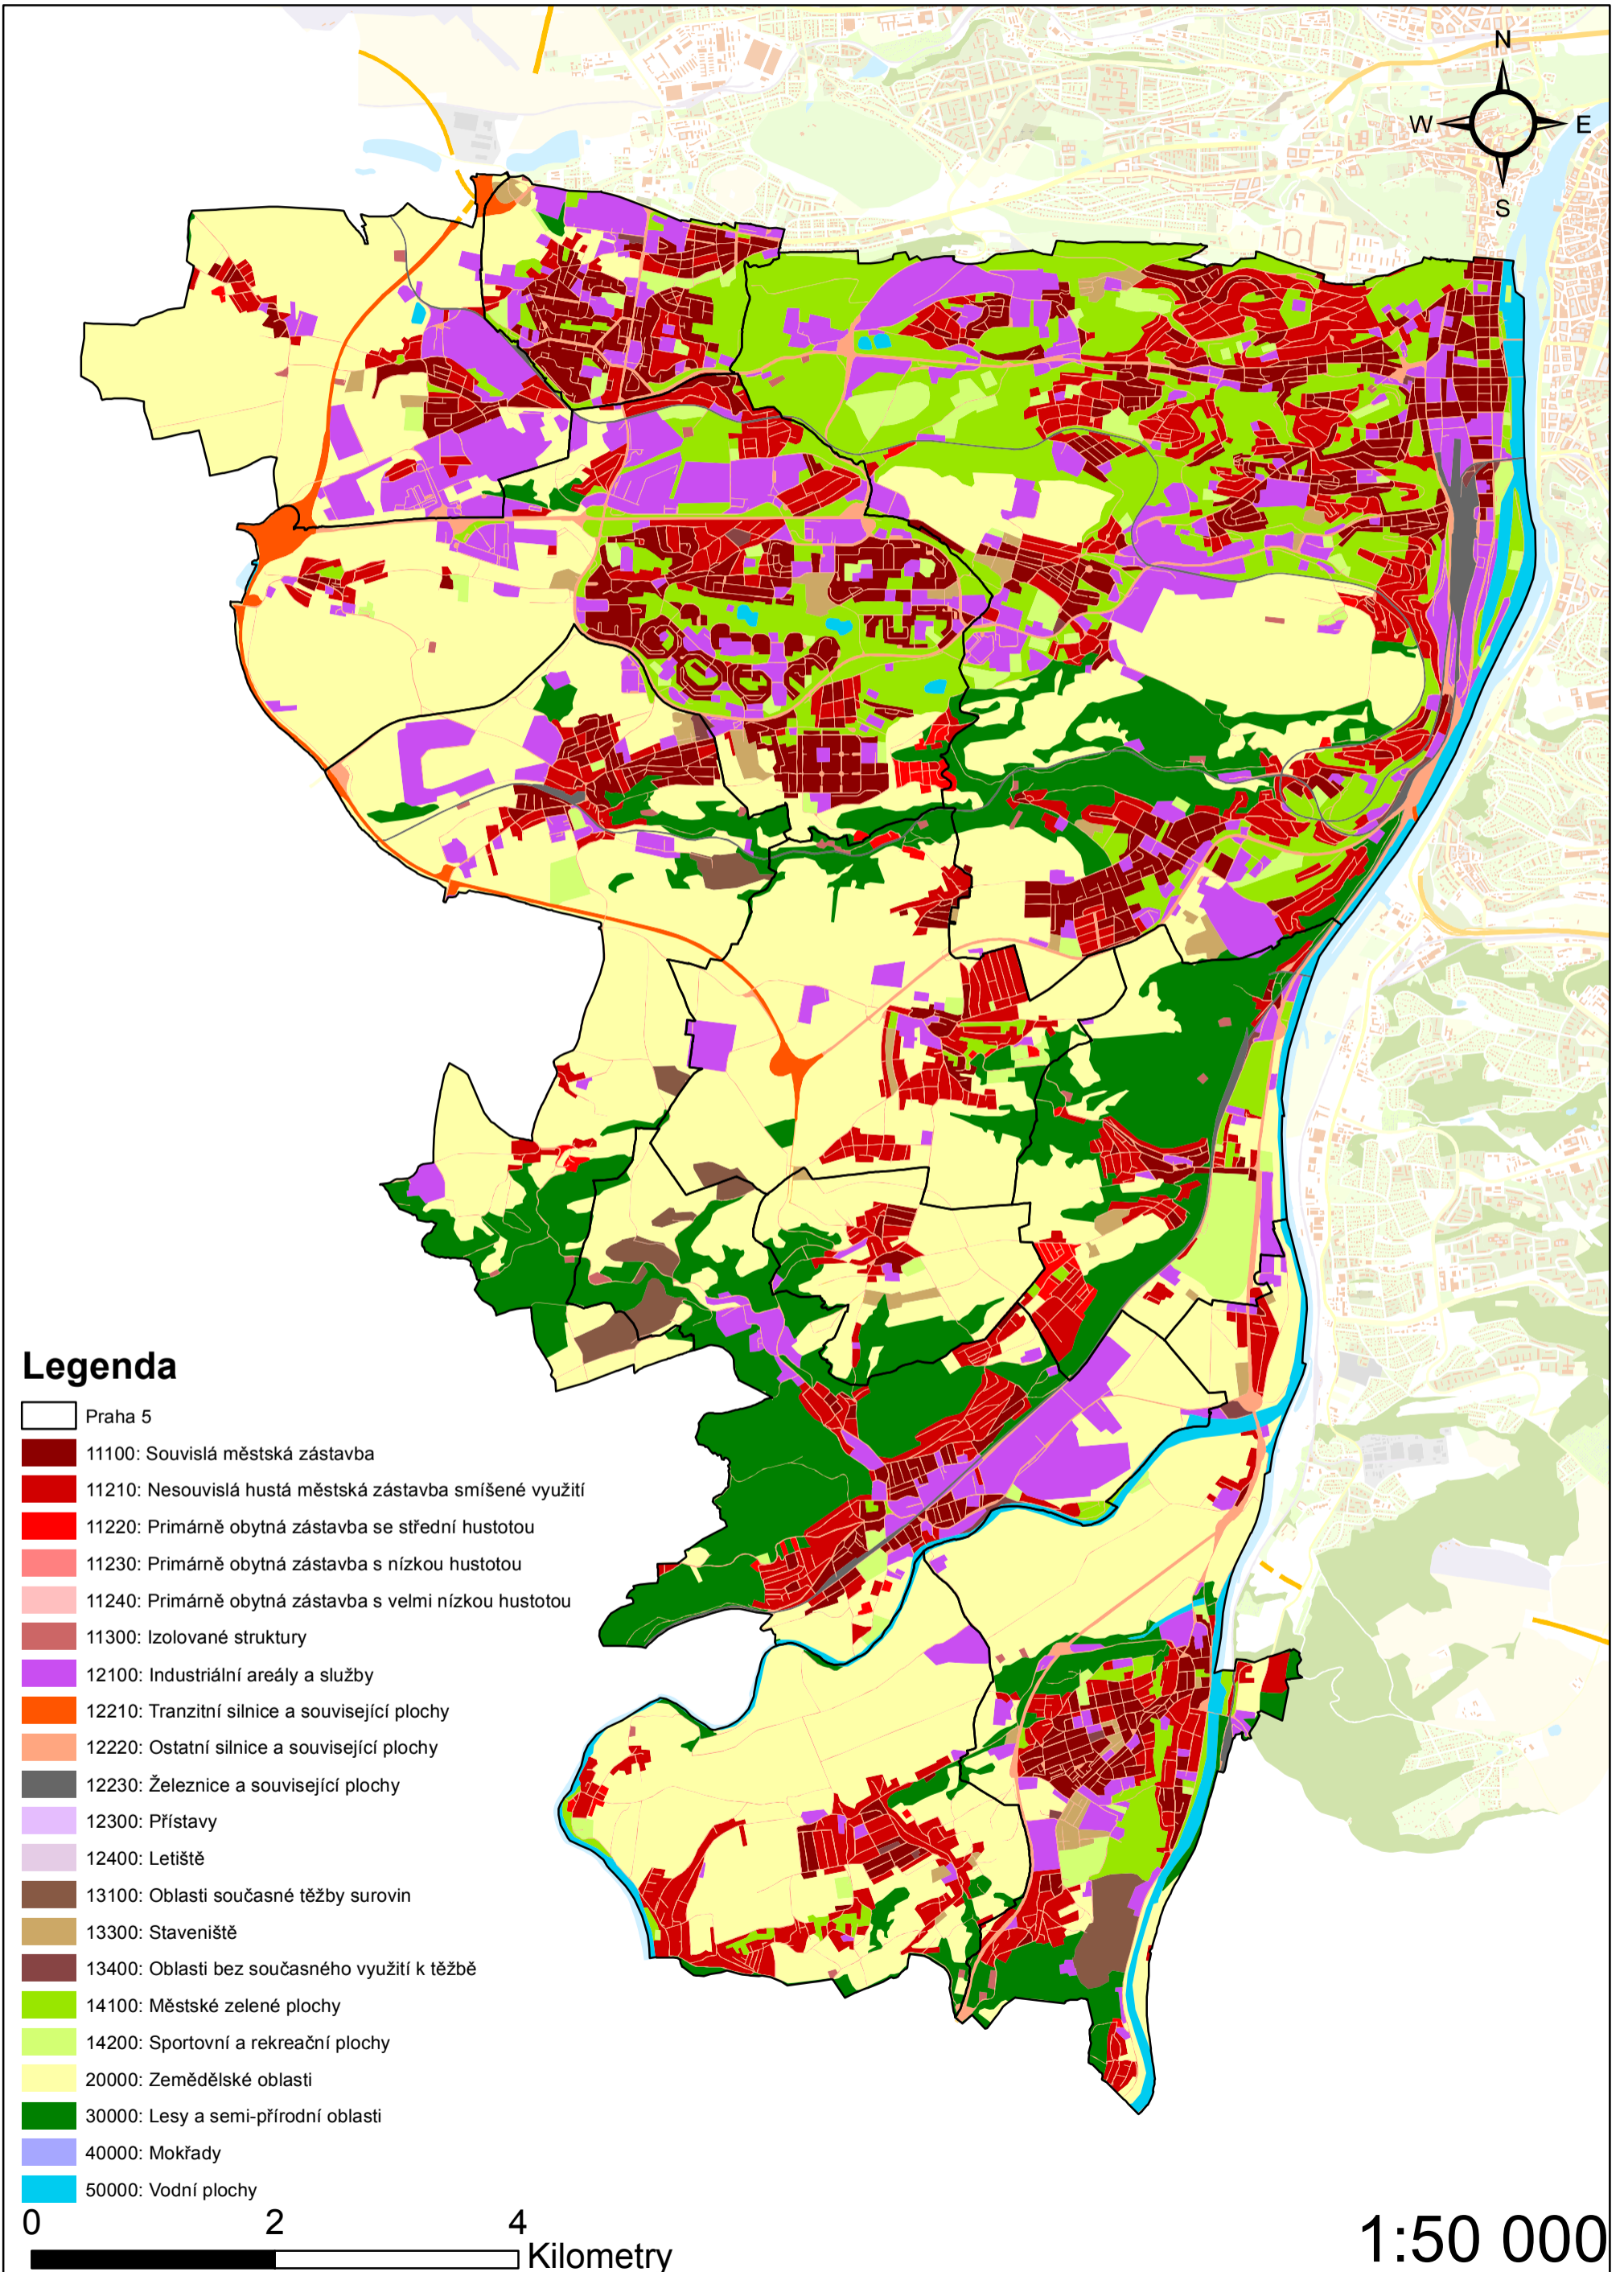 N
W E
S
Legenda
Praha 5
11100: Souvislá městská zástavba
11210: Nesouvislá hustá městská zástavba smíšené využití
11220: Primárně obytná zástavba se střední hustotou
11230: Primárně obytná zástavba s nízkou hustotou
11240: Primárně obytná zástavba s velmi nízkou hustotou
11300: Izolované struktury
12100: Industriální areály a služby
12210: Tranzitní silnice a související plochy
12220: Ostatní silnice a související plochy
12230: Železnice a související plochy
12300: Přístavy
12400: Letiště
13100: Oblasti současné těžby surovin
13300: Staveniště
13400: Oblasti bez současného využití k těžbě
14100: Městské zelené plochy
14200: Sportovní a rekreační plochy
20000: Zemědělské oblasti
30000: Lesy a semi-přírodní oblasti
40000: Mokřady
50000: Vodní plochy
0 2 4
Kilometry
1:50 000